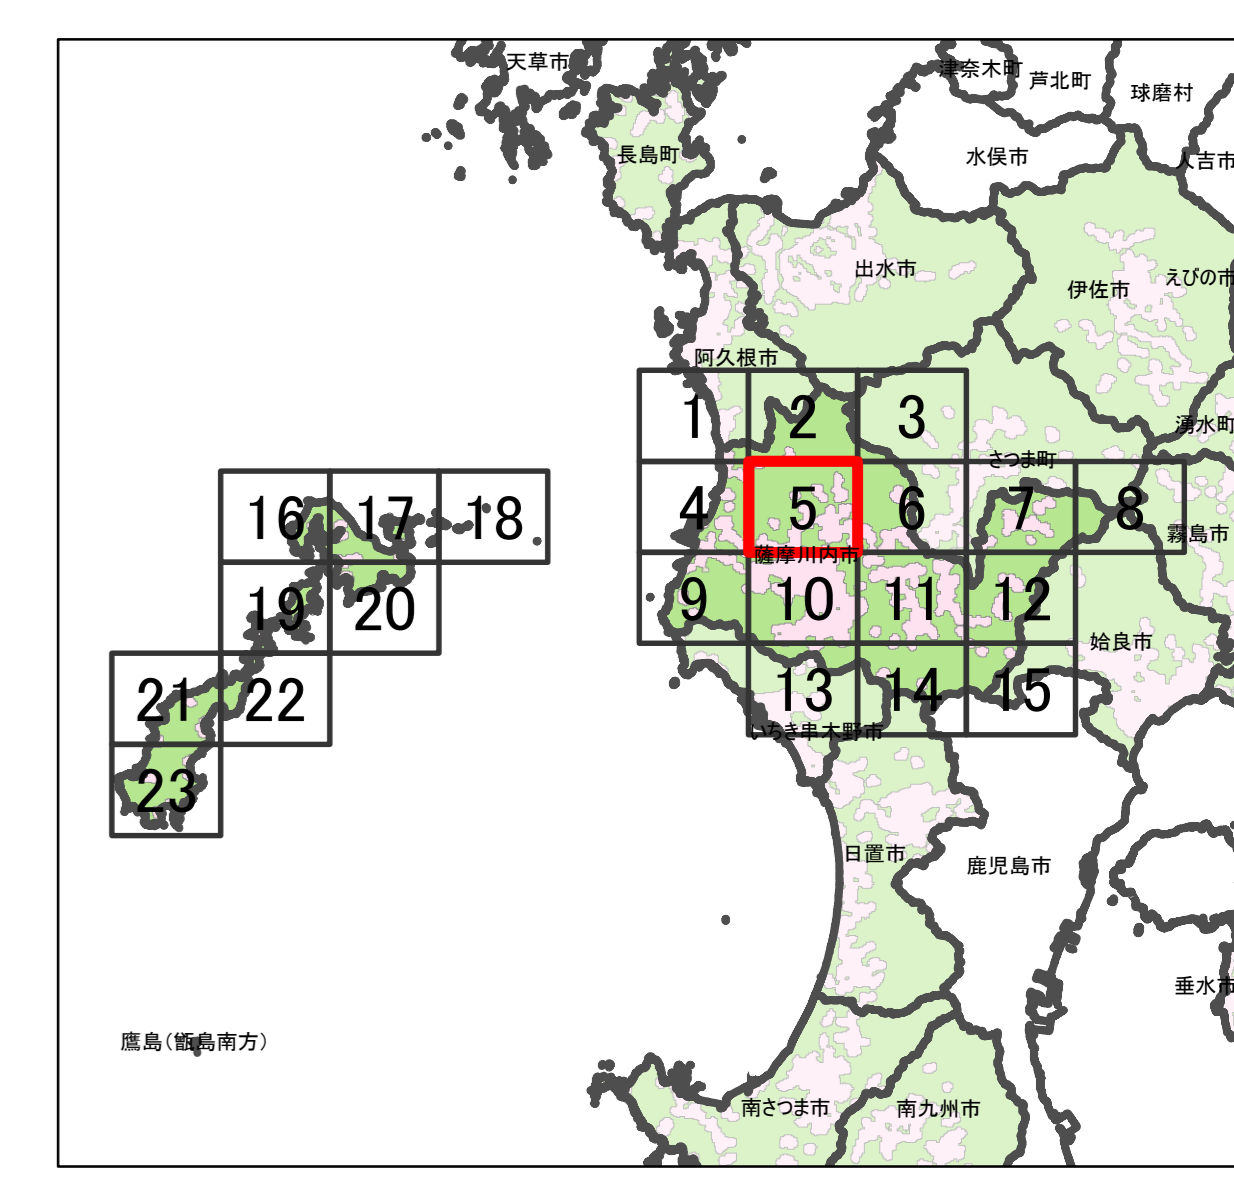 天草市
津奈木町
芦北町
球磨村
長島町
水俣市
人吉市
出水市
伊佐市
えびの市
阿久根市
1
2
3
湧水町
さつま町
4
5
6
7
8
16
17
18
霧島市
薩摩川内市
9
10
11
12
19
20
姶良市
13
14
15
21
22
いちき串木野市
23
日置市
鹿児島市
垂水市
鷹島(甑島南方)
南さつま市
南九州市